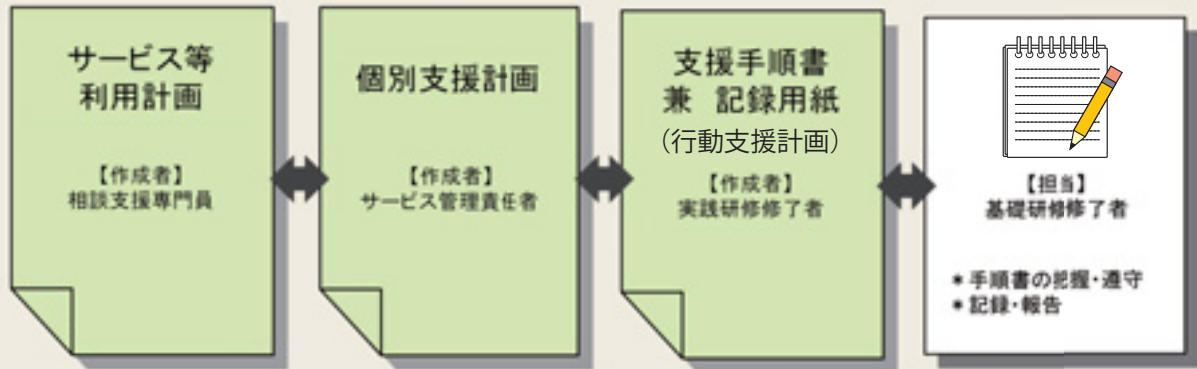 サービス等
利用計画
【作成者】
相談支援専門員
個別支援計画
【作成者】
サービス管理責任者
支援手順書
兼 記録用紙
（行動支援計画）
【作成者】
実践研修修了者
【担当】
基礎研修修了者
＊手順書の把握・遵守
＊記録・報告